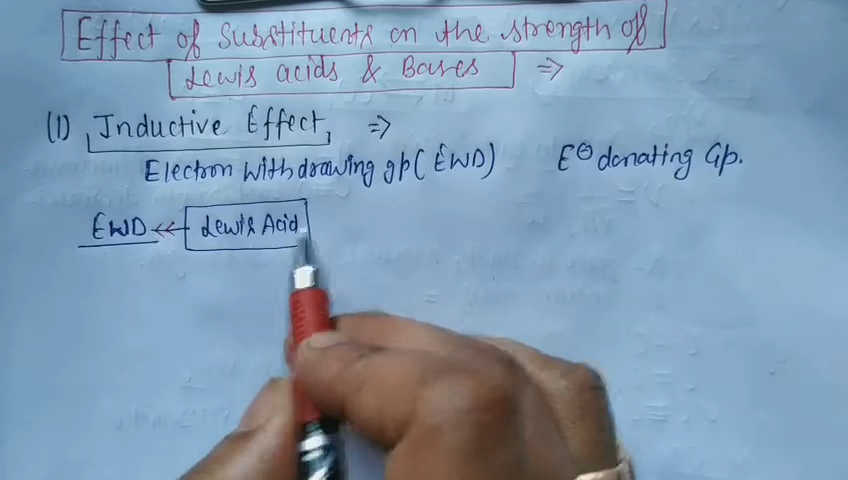 Effect of Substituents on the strength of
Lewis acids & Bases ⇒
(1) Inductive Effect, ⇒
Electron withdrawing gp (EWD) E⊖ donating Gp.
EWD ↞ Lewis Acid